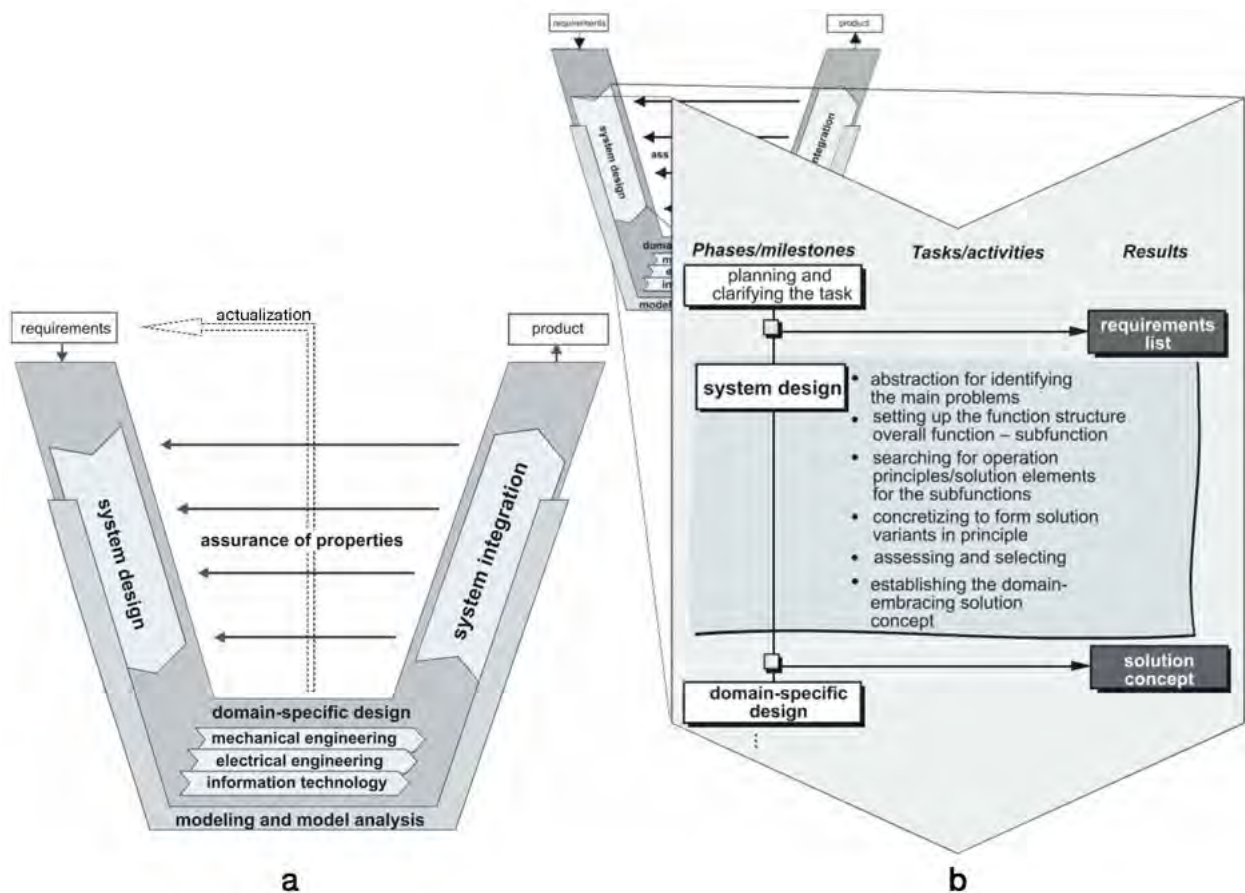 requirements
product
system design
integration
ass
model
Phases/milestones
Tasks/activities
Results
planning and
clarifying the task
requirements
list
system design
• abstraction for identifying
the main problems
• setting up the function structure
overall function – subfunction
• searching for operation
principles/solution elements
for the subfunctions
• concretizing to form solution
variants in principle
• assessing and selecting
• establishing the domain-
embracing solution
concept
solution
concept
domain-specific
design
⋮
b
requirements
actualization
product
system design
assurance of properties
system integration
domain-specific design
mechanical engineering
electrical engineering
information technology
modeling and model analysis
a